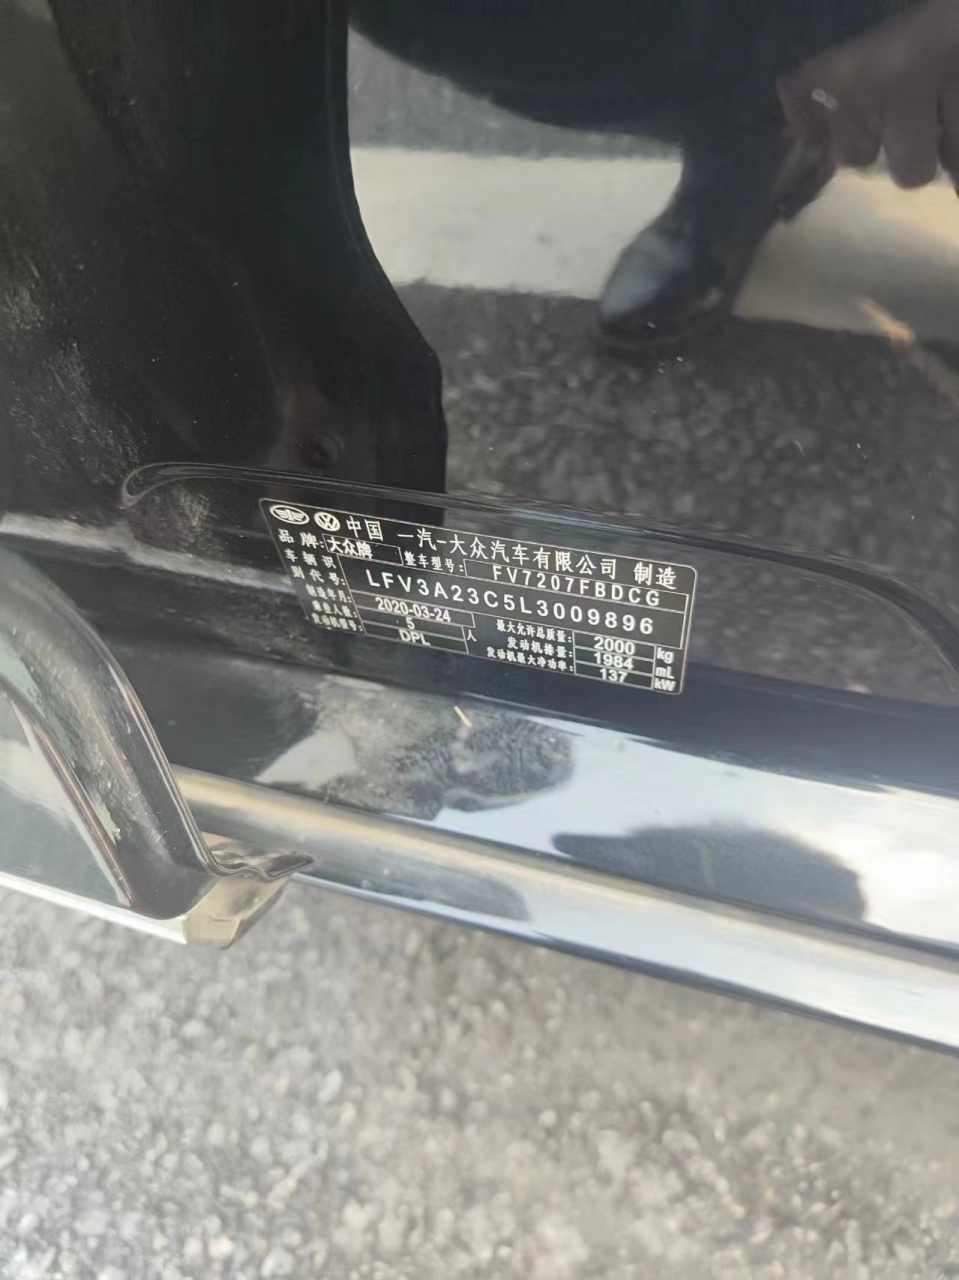 中国 一汽-大众汽车有限公司 制造
品牌: 大众牌 整车型号: FV7207FBDCG
车辆识别代号: LFV3A23C5L3009896
制造年月: 2020-03-24 最大允许总质量: 2000 kg
乘坐人数: 5 人 发动机排量: 1984 mL
发动机型号: DPL 发动机最大净功率: 137 kW